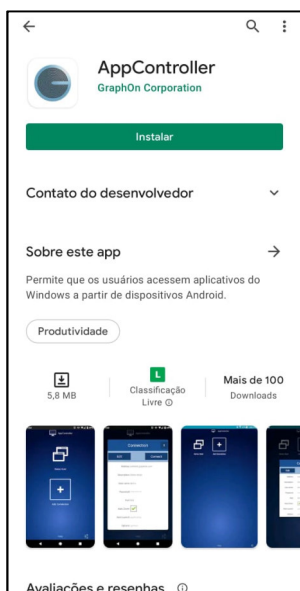 AppController
GraphOn Corporation
Instalar
Contato do desenvolvedor
Sobre este app
Permite que os usuários acessem aplicativos do
Windows a partir de dispositivos Android.
Produtividade
5,8 MB
L
Classificação
Livre
Mais de 100
Downloads
Connection
Avaliações e resenhas